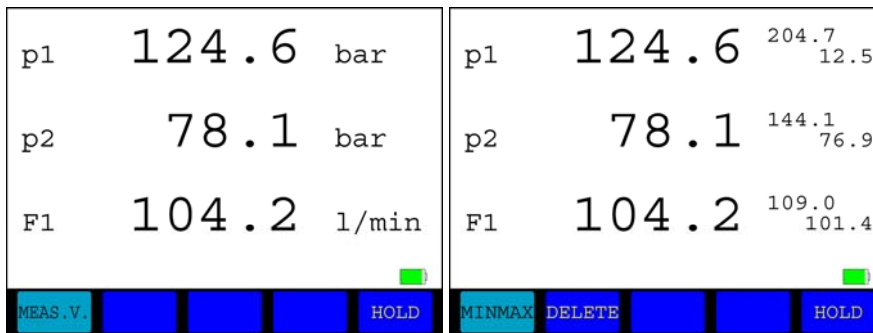 p1 124.6 bar
p2 78.1 bar
F1 104.2 l/min
MEAS.V. HOLD
p1 124.6 204.7 12.5
p2 78.1 144.1 76.9
F1 104.2 109.0 101.4
MINMAX DELETE HOLD